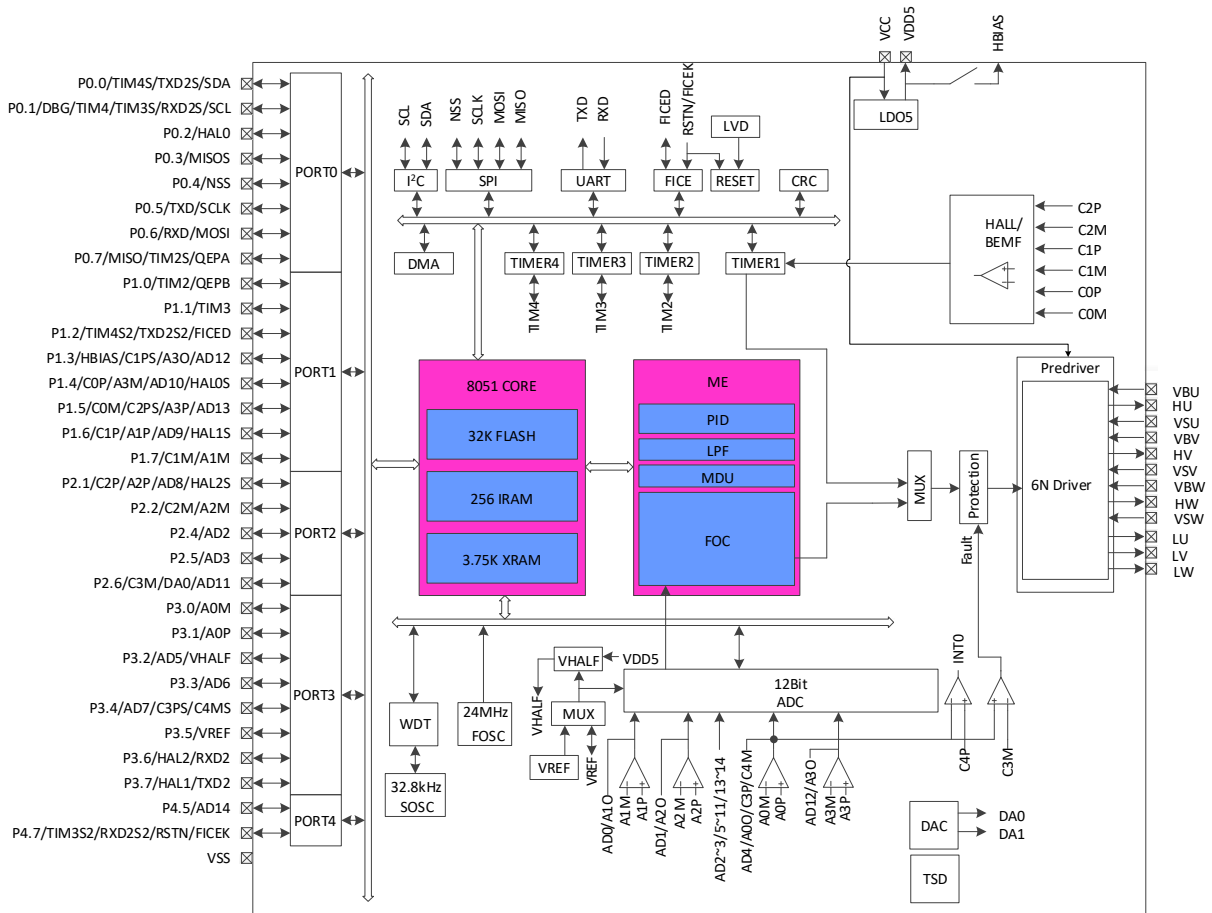 VCC
VDD5
HBIAS
P0.0/TIM4S/TXD2S/SDA
P0.1/DBG/TIM4/TIM3S/RXD2S/SCL
P0.2/HAL0
P0.3/MISOS
P0.4/NSS
P0.5/TXD/SCLK
P0.6/RXD/MOSI
P0.7/MISO/TIM2S/QEPA
P1.0/TIM2/QEPB
P1.1/TIM3
P1.2/TIM4S2/TXD2S2/FICED
P1.3/HBIAS/C1PS/A3O/AD12
P1.4/C0P/A3M/AD10/HAL0S
P1.5/C0M/C2PS/A3P/AD13
P1.6/C1P/A1P/AD9/HAL1S
P1.7/C1M/A1M
P2.1/C2P/A2P/AD8/HAL2S
P2.2/C2M/A2M
P2.4/AD2
P2.5/AD3
P2.6/C3M/DA0/AD11
P3.0/A0M
P3.1/A0P
P3.2/AD5/VHALF
P3.3/AD6
P3.4/AD7/C3PS/C4MS
P3.5/VREF
P3.6/HAL2/RXD2
P3.7/HAL1/TXD2
P4.5/AD14
P4.7/TIM3S2/RXD2S2/RSTN/FICEK
VSS
PORT0
PORT1
PORT2
PORT3
PORT4
SCL
SDA
NSS
SCLK
MOSI
MISO
TXD
RXD
FICED
RSTN/FICEK
LVD
LDO5
I²C
SPI
UART
FICE
RESET
CRC
DMA
TIMER4
TIMER3
TIMER2
TIMER1
TIM4
TIM3
TIM2
HALL/
BEMF
C2P
C2M
C1P
C1M
C0P
C0M
8051 CORE
32K FLASH
256 IRAM
3.75K XRAM
ME
PID
LPF
MDU
FOC
MUX
Protection
Fault
Predriver
6N Driver
VBU
HU
VSU
VBV
HV
VSV
VBW
HW
VSW
LU
LV
LW
WDT
32.8kHz
SOSC
24MHz
FOSC
VHALF
VDD5
VHALF
MUX
VREF
VREF
12Bit
ADC
AD0/A1O
A1M
A1P
AD1/A2O
A2M
A2P
AD2~3/5~11/13~14
AD4/A0O/C3P/C4M
A0M
A0P
AD12/A3O
A3M
A3P
INT0
C4P
C3M
DAC
DA0
DA1
TSD